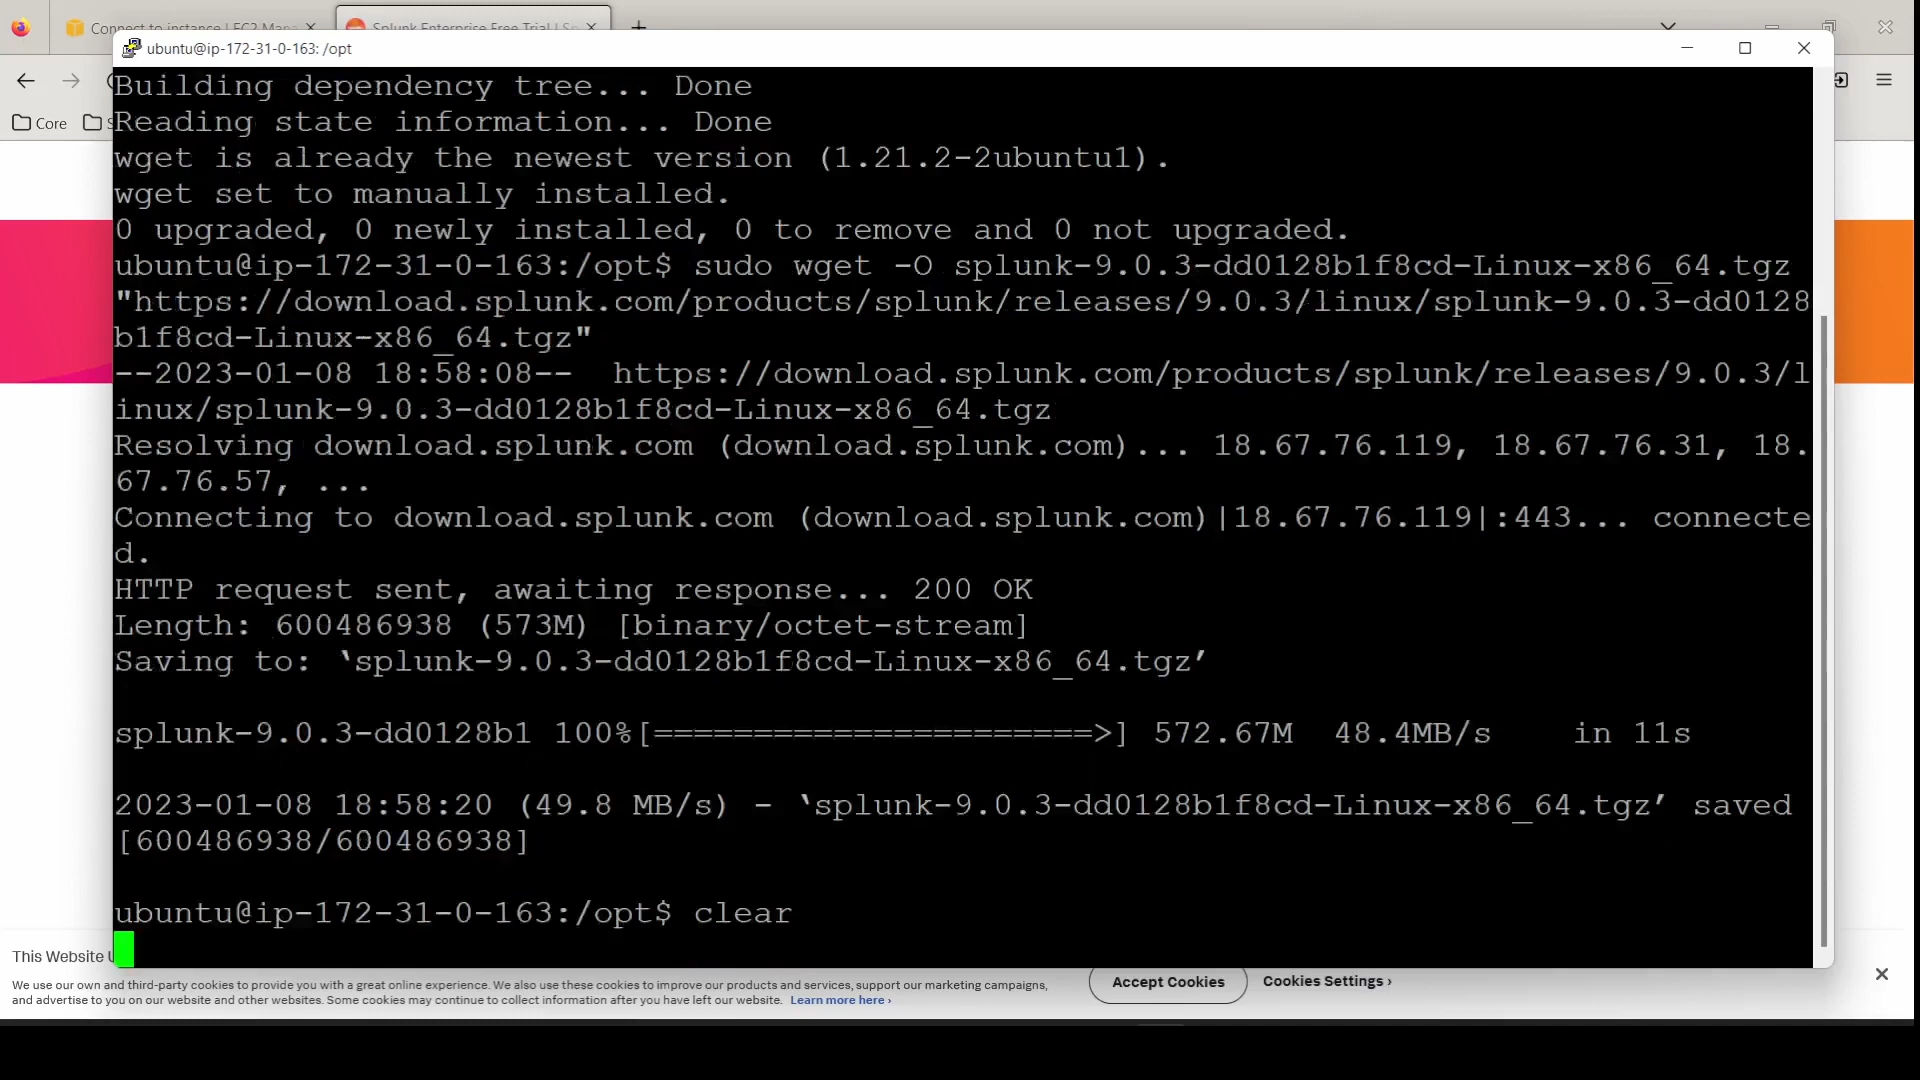 Connect to instance | EC2 Mana
Splunk Enterprise Free Trial | Sp
ubuntu@ip-172-31-0-163: /opt
Core
Building dependency tree... Done
Reading state information... Done
wget is already the newest version (1.21.2-2ubuntu1).
wget set to manually installed.
0 upgraded, 0 newly installed, 0 to remove and 0 not upgraded.
ubuntu@ip-172-31-0-163:/opt$ sudo wget -O splunk-9.0.3-dd0128b1f8cd-Linux-x86_64.tgz
"https://download.splunk.com/products/splunk/releases/9.0.3/linux/splunk-9.0.3-dd0128
b1f8cd-Linux-x86_64.tgz"
--2023-01-08 18:58:08--  https://download.splunk.com/products/splunk/releases/9.0.3/l
inux/splunk-9.0.3-dd0128b1f8cd-Linux-x86_64.tgz
Resolving download.splunk.com (download.splunk.com)... 18.67.76.119, 18.67.76.31, 18.
67.76.57, ...
Connecting to download.splunk.com (download.splunk.com)|18.67.76.119|:443... connecte
d.
HTTP request sent, awaiting response... 200 OK
Length: 600486938 (573M) [binary/octet-stream]
Saving to: ‘splunk-9.0.3-dd0128b1f8cd-Linux-x86_64.tgz’
splunk-9.0.3-dd0128b1 100%[======================>] 572.67M  48.4MB/s    in 11s
2023-01-08 18:58:20 (49.8 MB/s) - ‘splunk-9.0.3-dd0128b1f8cd-Linux-x86_64.tgz’ saved
[600486938/600486938]
ubuntu@ip-172-31-0-163:/opt$ clear
This Website U
We use our own and third-party cookies to provide you with a great online experience. We also use these cookies to improve our products and services, support our marketing campaigns,
and advertise to you on our website and other websites. Some cookies may continue to collect information after you have left our website. Learn more here ›
Accept Cookies
Cookies Settings ›